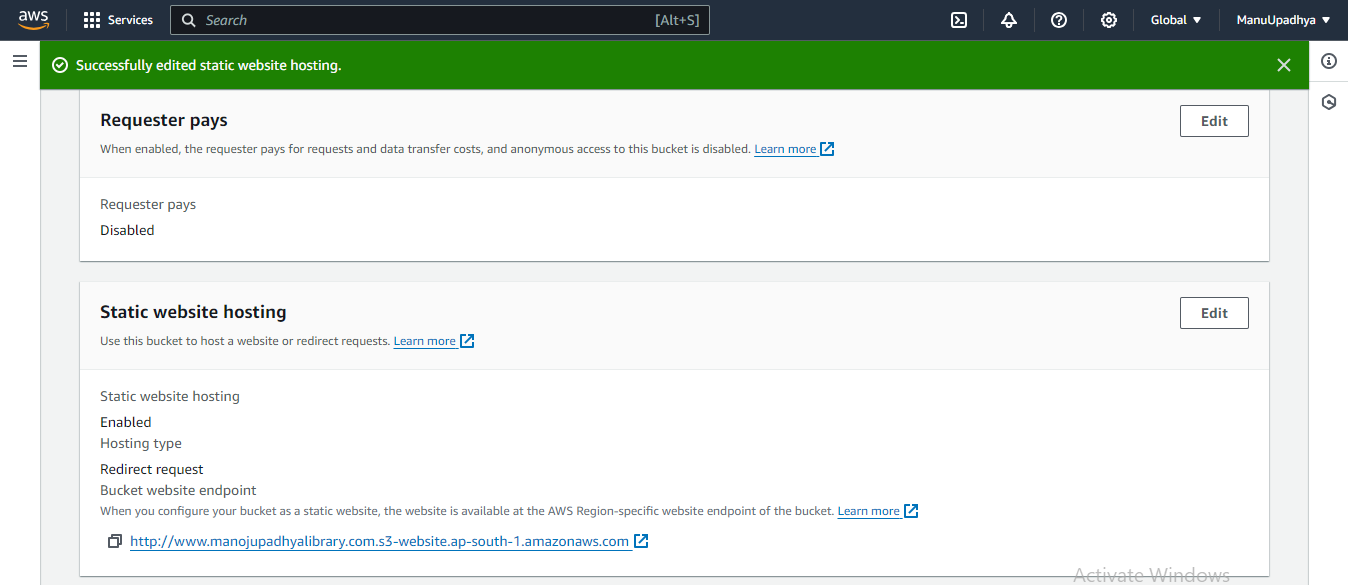 aws
Services
Search [Alt+S]
Global
ManuUpadhya
Successfully edited static website hosting.
Requester pays
Edit
When enabled, the requester pays for requests and data transfer costs, and anonymous access to this bucket is disabled. Learn more
Requester pays
Disabled
Static website hosting
Edit
Use this bucket to host a website or redirect requests. Learn more
Static website hosting
Enabled
Hosting type
Redirect request
Bucket website endpoint
When you configure your bucket as a static website, the website is available at the AWS Region-specific website endpoint of the bucket. Learn more
http://www.manojupadhyalibrary.com.s3-website.ap-south-1.amazonaws.com
Activate Windows